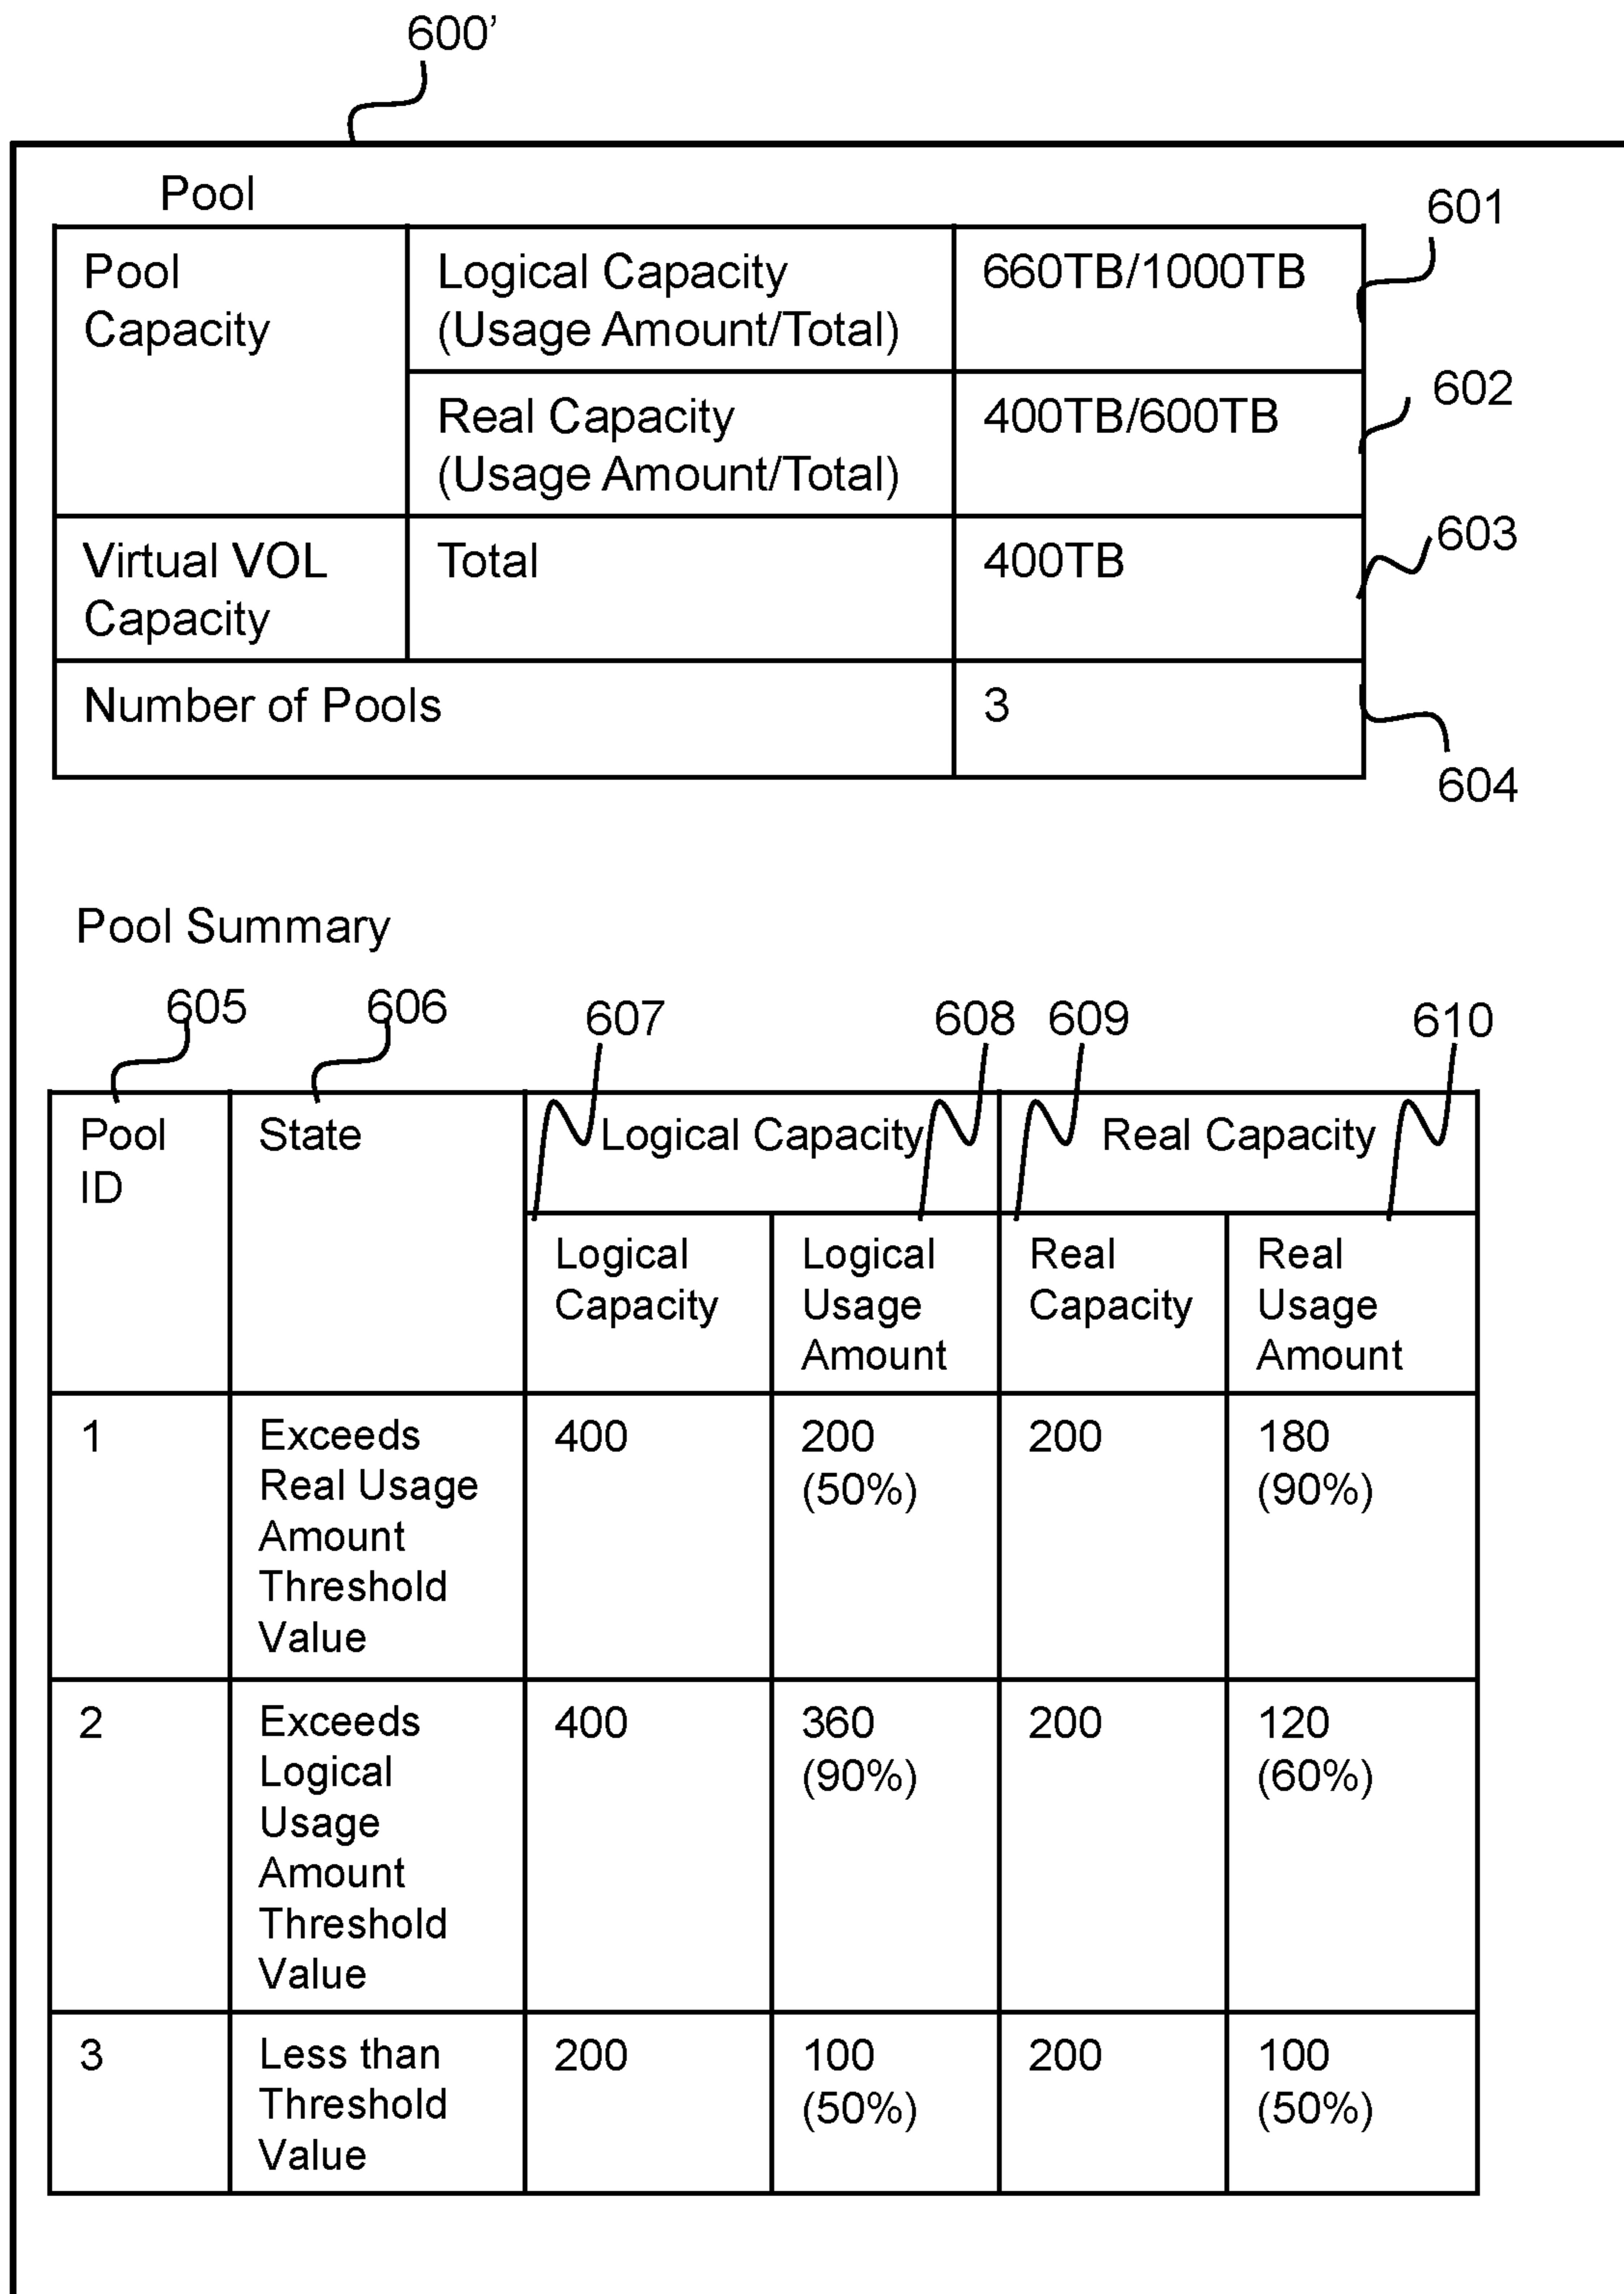 600’
Pool
601
Pool
Capacity
Logical Capacity
(Usage Amount/Total)
660TB/1000TB
602
Real Capacity
(Usage Amount/Total)
400TB/600TB
603
Virtual VOL
Capacity
Total
400TB
Number of Pools
3
604
Pool Summary
605
606
607
608
609
610
Pool
ID
State
Logical Capacity
Real Capacity
Logical
Capacity
Logical
Usage
Amount
Real
Capacity
Real
Usage
Amount
1
Exceeds
Real Usage
Amount
Threshold
Value
400
200
(50%)
200
180
(90%)
2
Exceeds
Logical
Usage
Amount
Threshold
Value
400
360
(90%)
200
120
(60%)
3
Less than
Threshold
Value
200
100
(50%)
200
100
(50%)